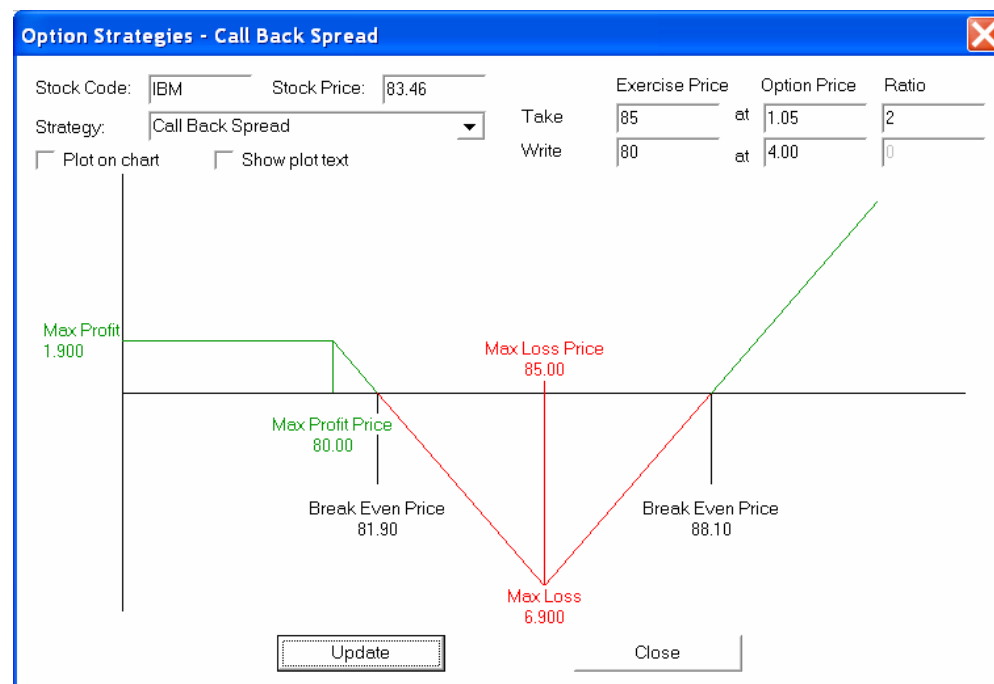 Option Strategies - Call Back Spread
Stock Code: IBM Stock Price: 83.46
Exercise Price Option Price Ratio
Strategy: Call Back Spread
Take 85 at 1.05 2
Plot on chart Show plot text
Write 80 at 4.00 0
Max Profit
1.900
Max Loss Price
85.00
Max Profit Price
80.00
Break Even Price
81.90
Break Even Price
88.10
Max Loss
6.900
Update Close